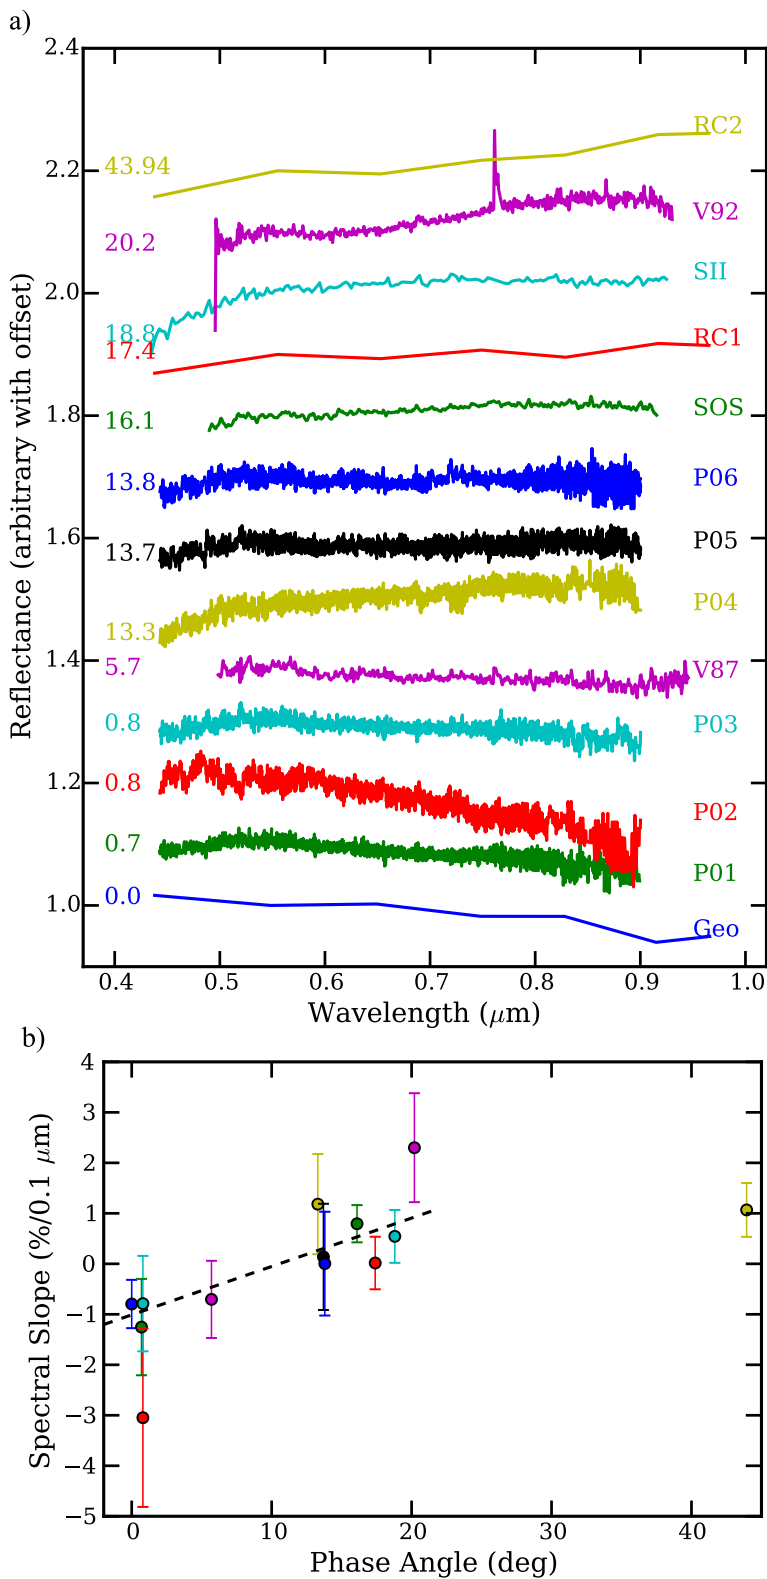 a)
2.4
2.2
2.0
1.8
1.6
1.4
1.2
1.0
Reflectance (arbitrary with offset)
43.94
RC2
20.2
V92
SII
18.8
17.4
RC1
16.1
SOS
13.8
P06
13.7
P05
13.3
P04
5.7
V87
0.8
P03
0.8
P02
0.7
P01
0.0
Geo
0.4 0.5 0.6 0.7 0.8 0.9 1.0
Wavelength (μm)
b)
4
3
2
1
0
−1
−2
−3
−4
−5
Spectral Slope (%/0.1 μm)
0 10 20 30 40
Phase Angle (deg)